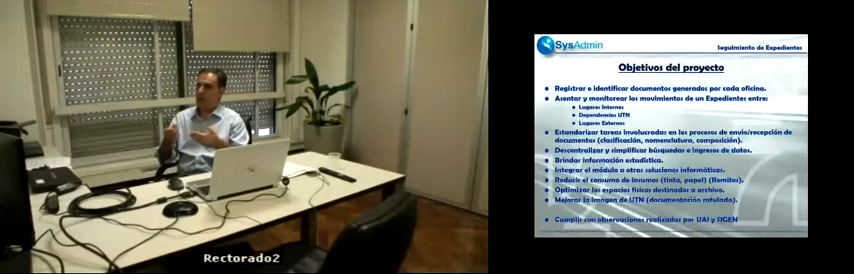 SysAdmin
Seguimiento de Expedientes
Objetivos del proyecto
Registrar e identificar documentos generados por cada oficina.
Asentar y monitorear los movimientos de un Expedientes entre:
Lugares Internos
Dependencias UTN
Lugares Externos
Estandarizar tareas involucradas en los procesos de envío/recepción de
documentos (clasificación, nomenclatura, composición).
Descentralizar y simplificar búsquedas e ingresos de datos.
Brindar información estadística.
Integrar el módulo a otras soluciones informáticas.
Reducir el consumo de insumos (tinta, papel) (Remitos).
Optimizar los espacios físicos destinados a archivo.
Mejorar la imagen de UTN (documentación rotulada).
Cumplir con observaciones realizadas por UAI y SIGEN
Rectorado2